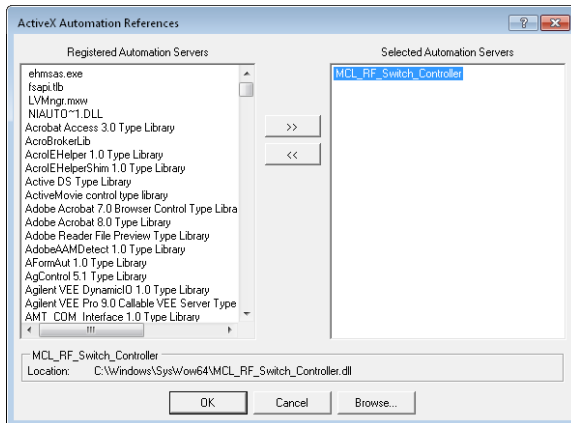 ActiveX Automation References
Registered Automation Servers
ehmsas.exe
fsapi.tlb
LVMngr.mxw
NIAUTO~1.DLL
Acrobat Access 3.0 Type Library
AcroBrokerLib
AcroIEHelper 1.0 Type Library
AcroIEHelperShim 1.0 Type Library
Active DS Type Library
ActiveMovie control type library
Adobe Acrobat 7.0 Browser Control Type Libra
Adobe Acrobat 8.0 Type Library
Adobe Reader File Preview Type Library
AdobeAAMDetect 1.0 Type Library
AFormAut 1.0 Type Library
AgControl 5.1 Type Library
Agilent VEE DynamicIO 1.0 Type Library
Agilent VEE Pro 9.0 Callable VEE Server Type
AMT_COM_Interface 1.0 Type Library
>>
<<
Selected Automation Servers
MCL_RF_Switch_Controller
MCL_RF_Switch_Controller
Location: C:\Windows\SysWow64\MCL_RF_Switch_Controller.dll
OK Cancel Browse...